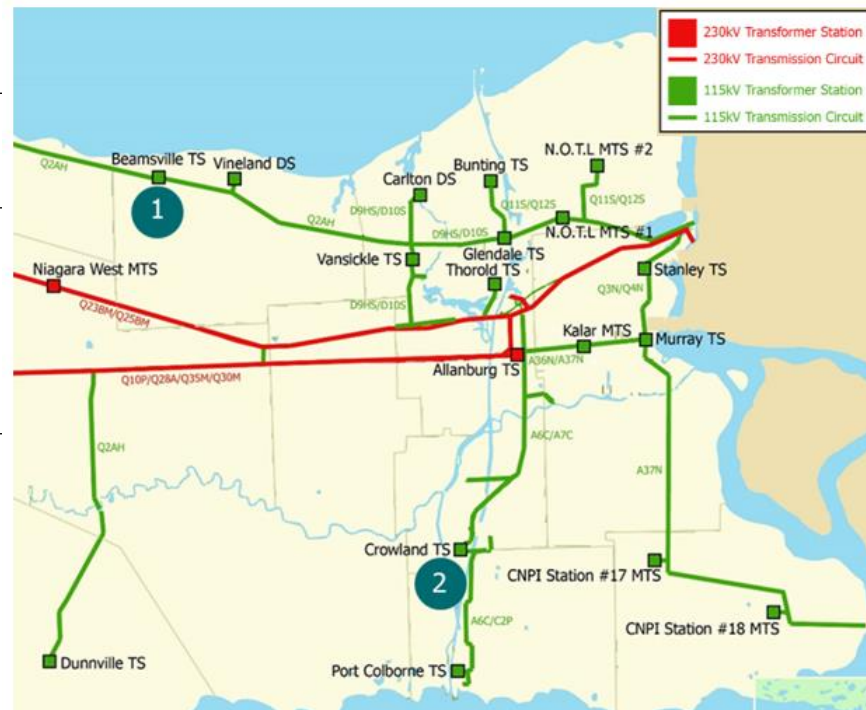 230kV Transformer Station
230kV Transmission Circuit
115kV Transformer Station
115kV Transmission Circuit
Q2AH
Beamsville TS
Vineland DS
Carlton DS
Bunting TS
N.O.T.L MTS #2
Q11S/Q12S
Q11S/Q12S
1
D9HS/D10S
Q2AH
D9HS/D10S
N.O.T.L MTS #1
Glendale TS
Vansickle TS
Thorold TS
Stanley TS
Niagara West MTS
Q23BM/Q25BM
D9HS/D10S
Q3N/Q4N
Kalar MTS
Murray TS
Allanburg TS
A36N/A37N
Q10P/Q28A/Q35M/Q30M
A6C/A7C
Q2AH
A37N
Crowland TS
2
CNPI Station #17 MTS
A6C/C2P
CNPI Station #18 MTS
Dunnville TS
Port Colborne TS